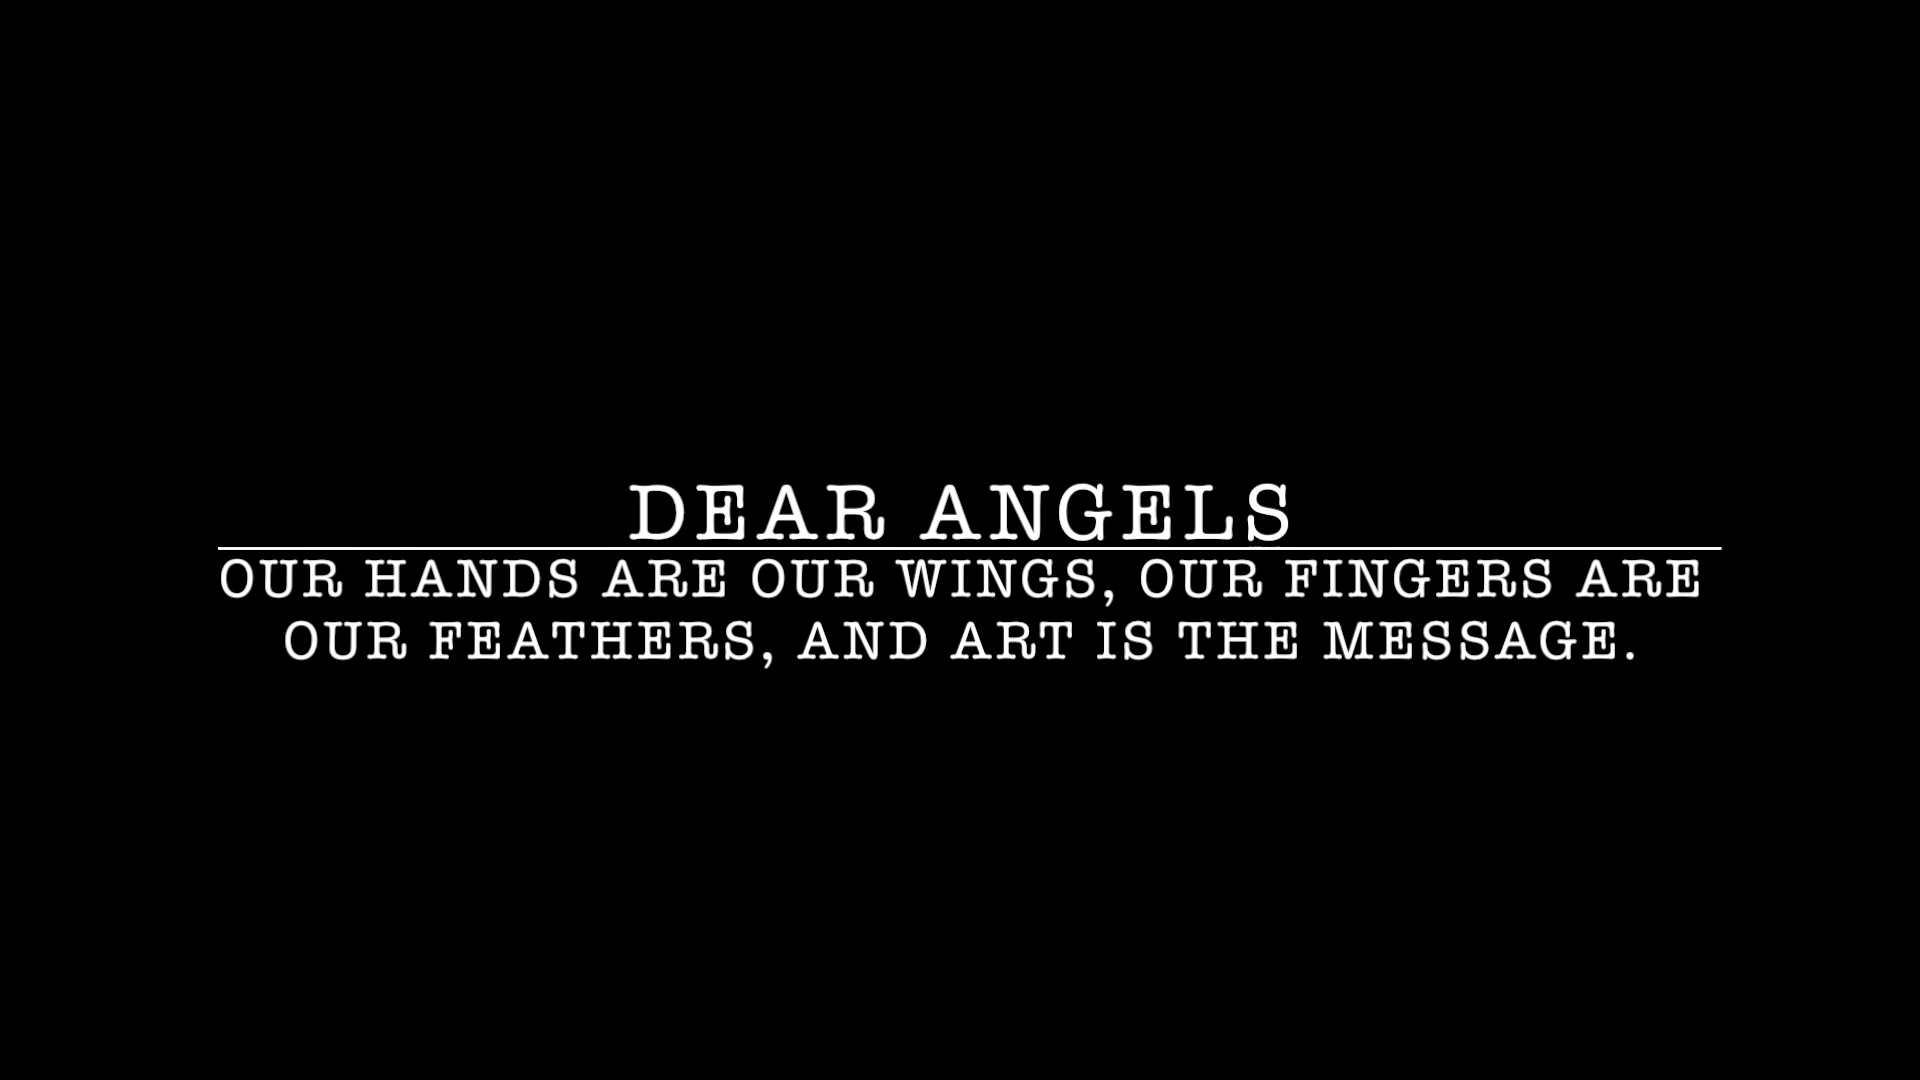 DEAR ANGELS
OUR HANDS ARE OUR WINGS, OUR FINGERS ARE
OUR FEATHERS, AND ART IS THE MESSAGE.